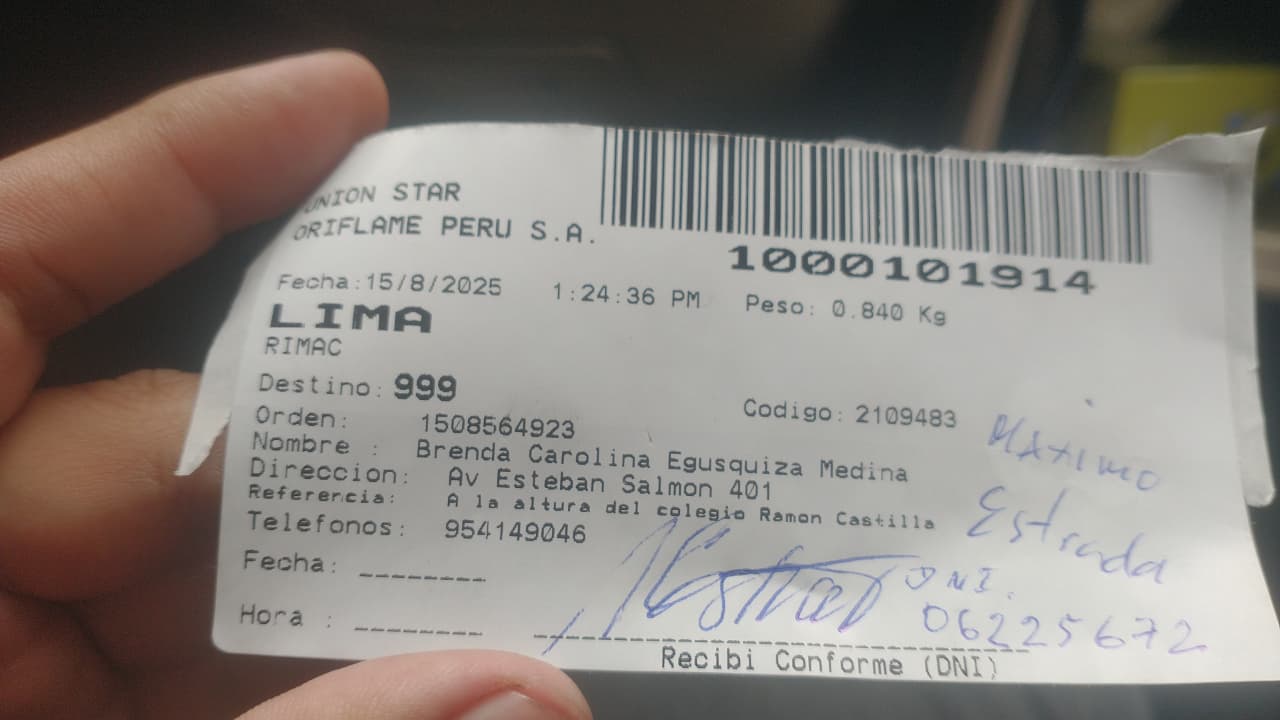 UNION STAR
ORIFLAME PERU S.A.
1000101914
Fecha:15/8/2025 1:24:36 PM Peso: 0.840 Kg
LIMA
RIMAC
Destino: 999
Codigo: 2109483
Orden: 1508564923
Nombre : Brenda Carolina Egusquiza Medina
Direccion: Av Esteban Salmon 401
Referencia: A la altura del colegio Ramon Castilla
Telefonos: 954149046
Maximo
Estrada
DNI.
06225672
Fecha: --------
Hora : --------
Recibi Conforme (DNI)